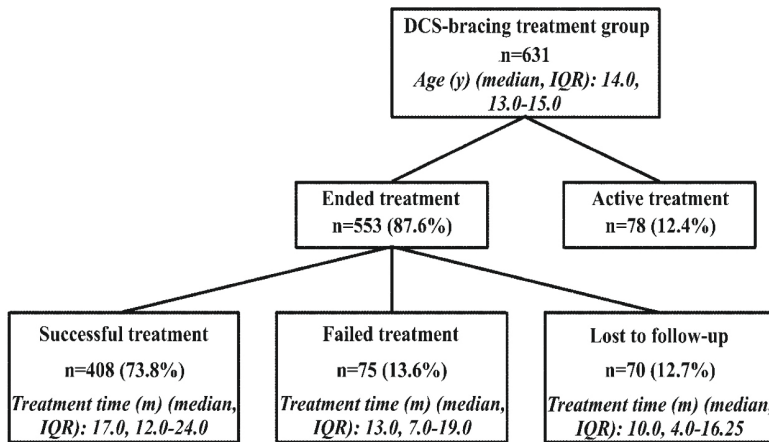 DCS-bracing treatment group
n=631
Age (y) (median, IQR): 14.0,
13.0-15.0
Ended treatment
n=553 (87.6%)
Active treatment
n=78 (12.4%)
Successful treatment
n=408 (73.8%)
Treatment time (m) (median,
IQR): 17.0, 12.0-24.0
Failed treatment
n=75 (13.6%)
Treatment time (m) (median,
IQR): 13.0, 7.0-19.0
Lost to follow-up
n=70 (12.7%)
Treatment time (m) (median,
IQR): 10.0, 4.0-16.25